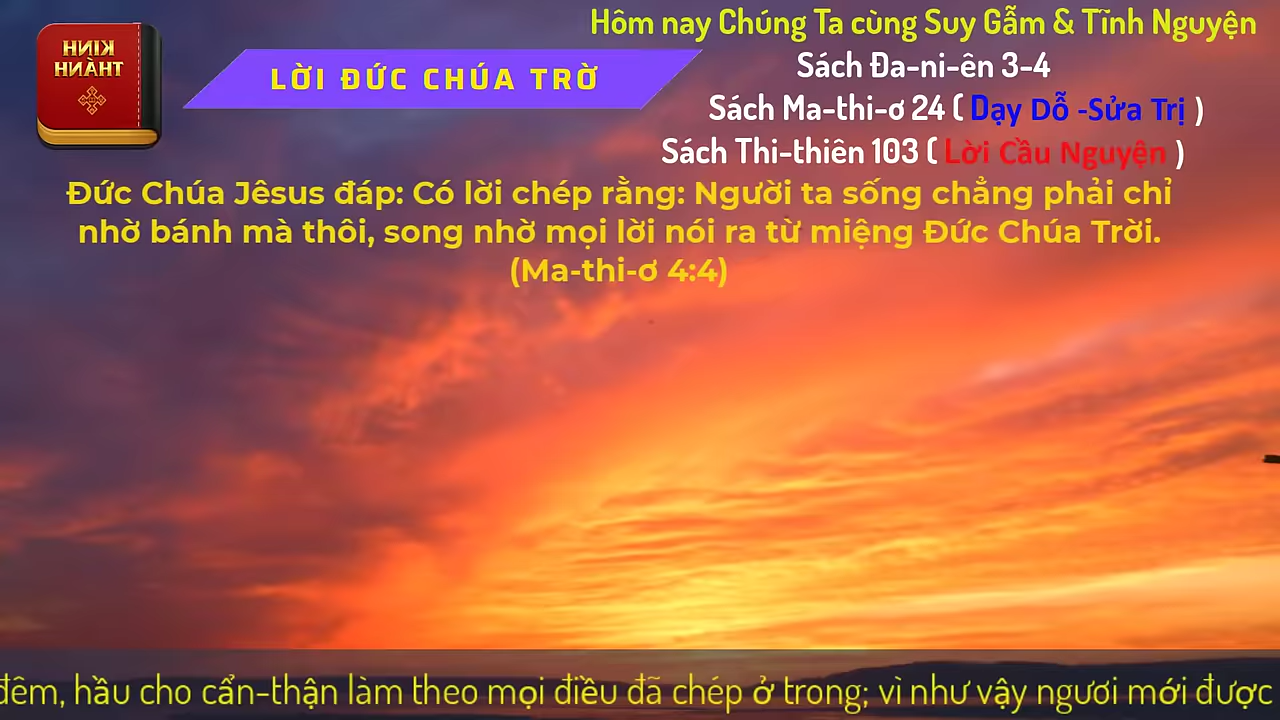 Hôm nay Chúng Ta cùng Suy Gẫm & Tĩnh Nguyện
KINH
THÁNH
LỜI ĐỨC CHÚA TRỜ
Sách Đa-ni-ên 3-4
Sách Ma-thi-ơ 24 ( Dạy Dỗ -Sửa Trị )
Sách Thi-thiên 103 ( Lời Cầu Nguyện )
Đức Chúa Jêsus đáp: Có lời chép rằng: Người ta sống chẳng phải chỉ
nhờ bánh mà thôi, song nhờ mọi lời nói ra từ miệng Đức Chúa Trời.
(Ma-thi-ơ 4:4)
đêm, hầu cho cẩn-thận làm theo mọi điều đã chép ở trong; vì như vậy ngươi mới được